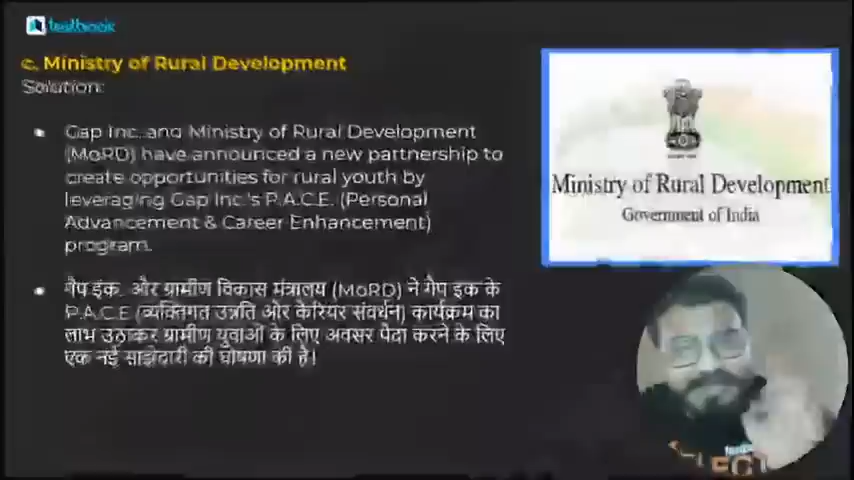 testbook
c. Ministry of Rural Development
Solution:
Gap Inc. and Ministry of Rural Development
(MoRD) have announced a new partnership to
create opportunities for rural youth by
leveraging Gap Inc.'s P.A.C.E. (Personal
Advancement & Career Enhancement)
program.
गैप इंक. और ग्रामीण विकास मंत्रालय (MoRD) ने गैप इंक के
P.A.C.E (व्यक्तिगत उन्नति और कैरियर संवर्धन) कार्यक्रम का
लाभ उठाकर ग्रामीण युवाओं के लिए अवसर पैदा करने के लिए
एक नई साझेदारी की घोषणा की है।
Ministry of Rural Development
Government of India